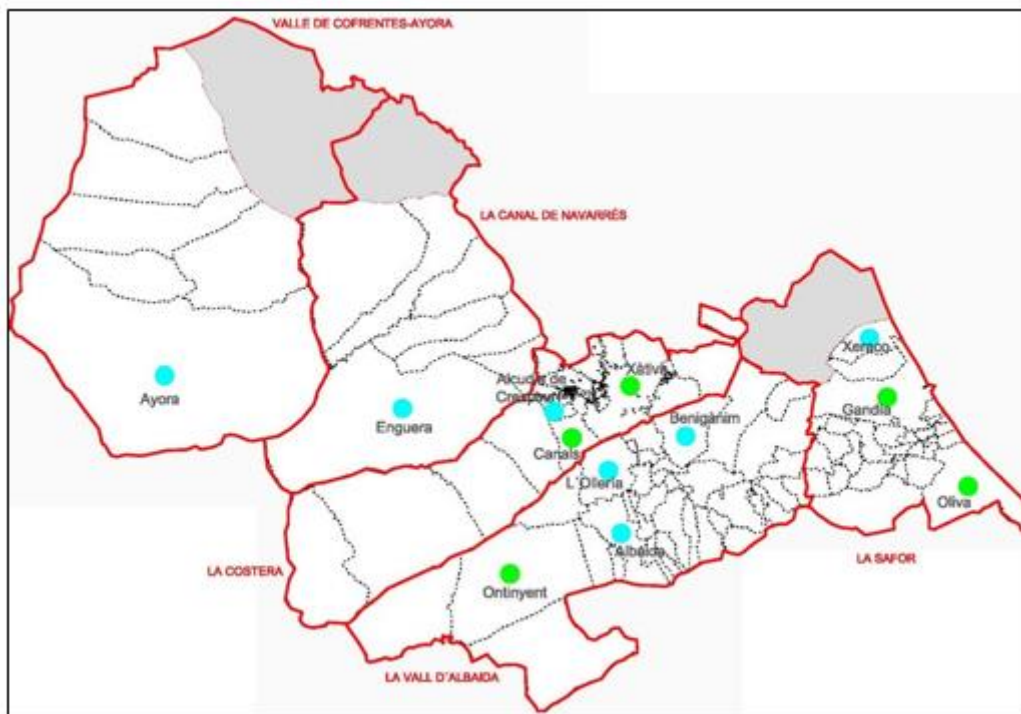 VALLE DE COFRENTES-AYORA
LA CANAL DE NAVARRÉS
Xeraco
Xàtiva
Ayora
Alcudia de
Enguera
Benigànim
Gandia
Canals
L'Olleria
Oliva
Albaida
LA SAFOR
LA COSTERA
Ontinyent
LA VALL D'ALBAIDA